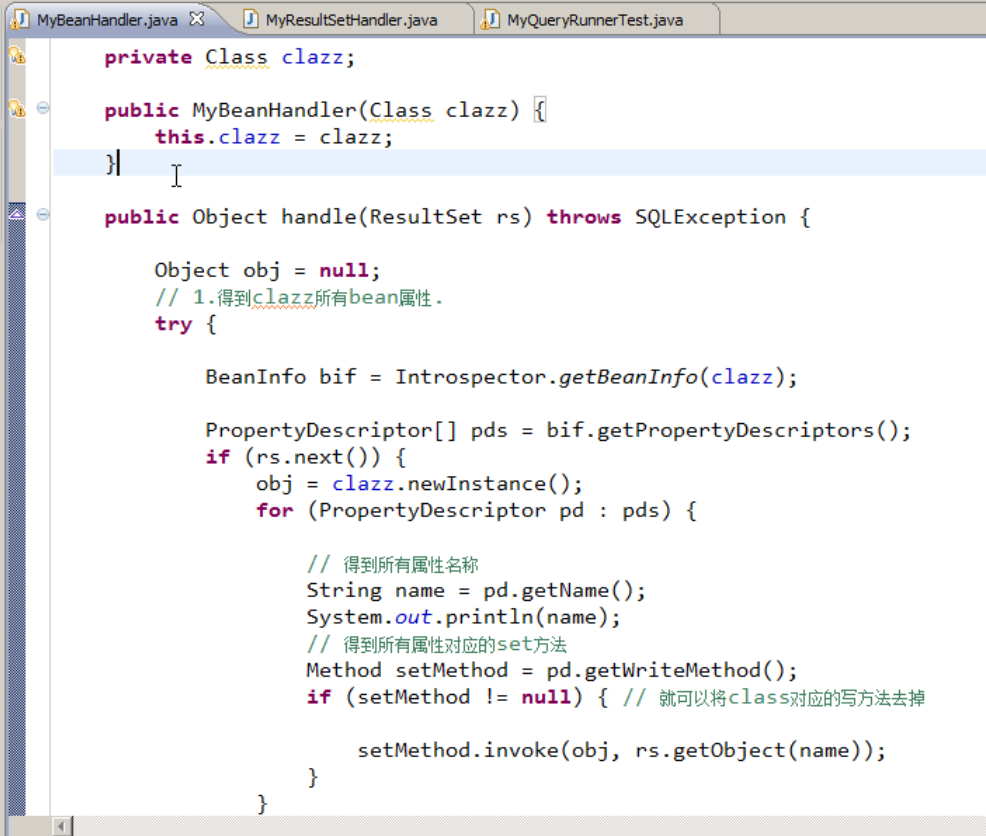 MyBeanHandler.java MyResultSetHandler.java MyQueryRunnerTest.java
private Class clazz;
public MyBeanHandler(Class clazz) {
this.clazz = clazz;
}
public Object handle(ResultSet rs) throws SQLException {
Object obj = null;
// 1.得到clazz所有bean属性.
try {
BeanInfo bif = Introspector.getBeanInfo(clazz);
PropertyDescriptor[] pds = bif.getPropertyDescriptors();
if (rs.next()) {
obj = clazz.newInstance();
for (PropertyDescriptor pd : pds) {
// 得到所有属性名称
String name = pd.getName();
System.out.println(name);
// 得到所有属性对应的set方法
Method setMethod = pd.getWriteMethod();
if (setMethod != null) { // 就可以将class对应的写方法去掉
setMethod.invoke(obj, rs.getObject(name));
}
}